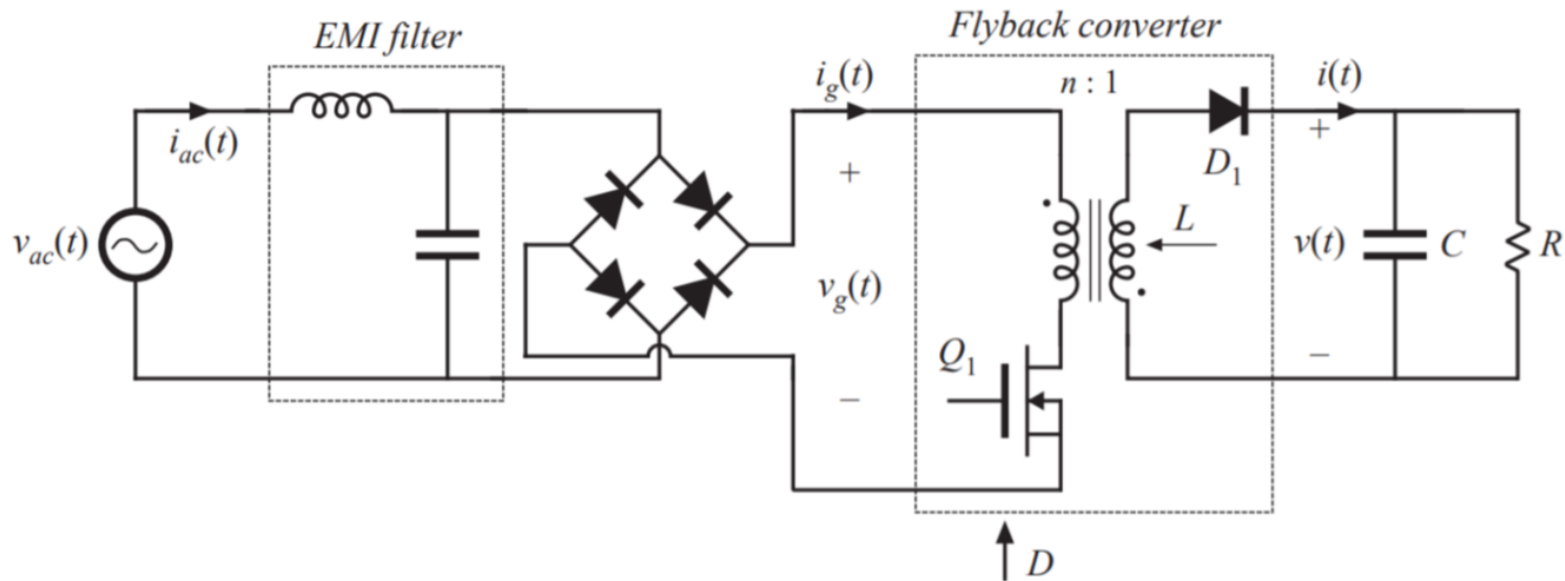 EMI filter
Flyback converter
i_ac(t)
i_g(t)
n : 1
i(t)
+
+
D_1
v_ac(t)
L
v_g(t)
v(t)
C
R
Q_1
–
–
D